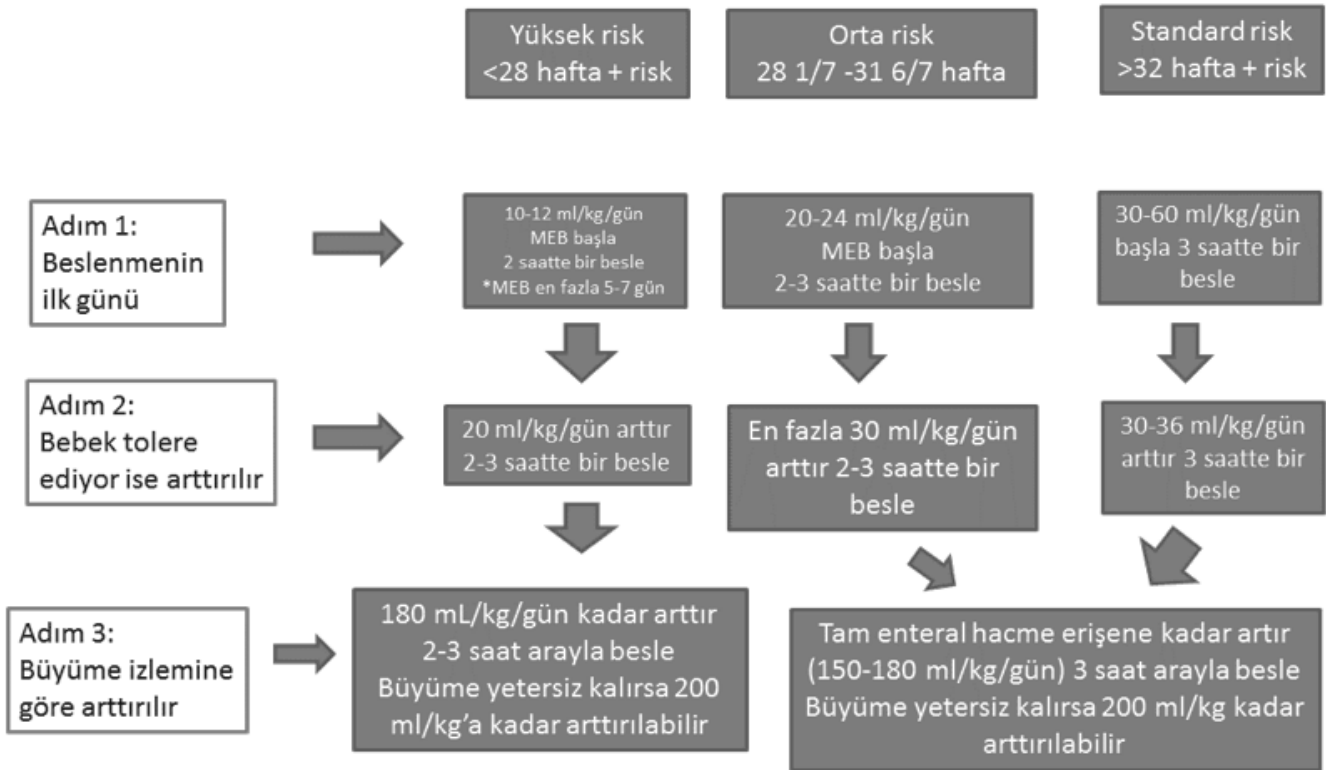 Yüksek risk
<28 hafta + risk
Orta risk
28 1/7 -31 6/7 hafta
Standard risk
>32 hafta + risk
Adım 1:
Beslenmenin
ilk günü
10-12 ml/kg/gün
MEB başla
2 saatte bir besle
*MEB en fazla 5-7 gün
20-24 ml/kg/gün
MEB başla
2-3 saatte bir besle
30-60 ml/kg/gün
başla 3 saatte bir
besle
Adım 2:
Bebek tolere
ediyor ise arttırılır
20 ml/kg/gün arttır
2-3 saatte bir besle
En fazla 30 ml/kg/gün
arttır 2-3 saatte bir
besle
30-36 ml/kg/gün
arttır 3 saatte bir
besle
Adım 3:
Büyüme izlemine
göre arttırılır
180 mL/kg/gün kadar arttır
2-3 saat arayla besle
Büyüme yetersiz kalırsa 200
ml/kg’a kadar arttırılabilir
Tam enteral hacme erişene kadar artır
(150-180 ml/kg/gün) 3 saat arayla besle
Büyüme yetersiz kalırsa 200 ml/kg kadar
arttırılabilir